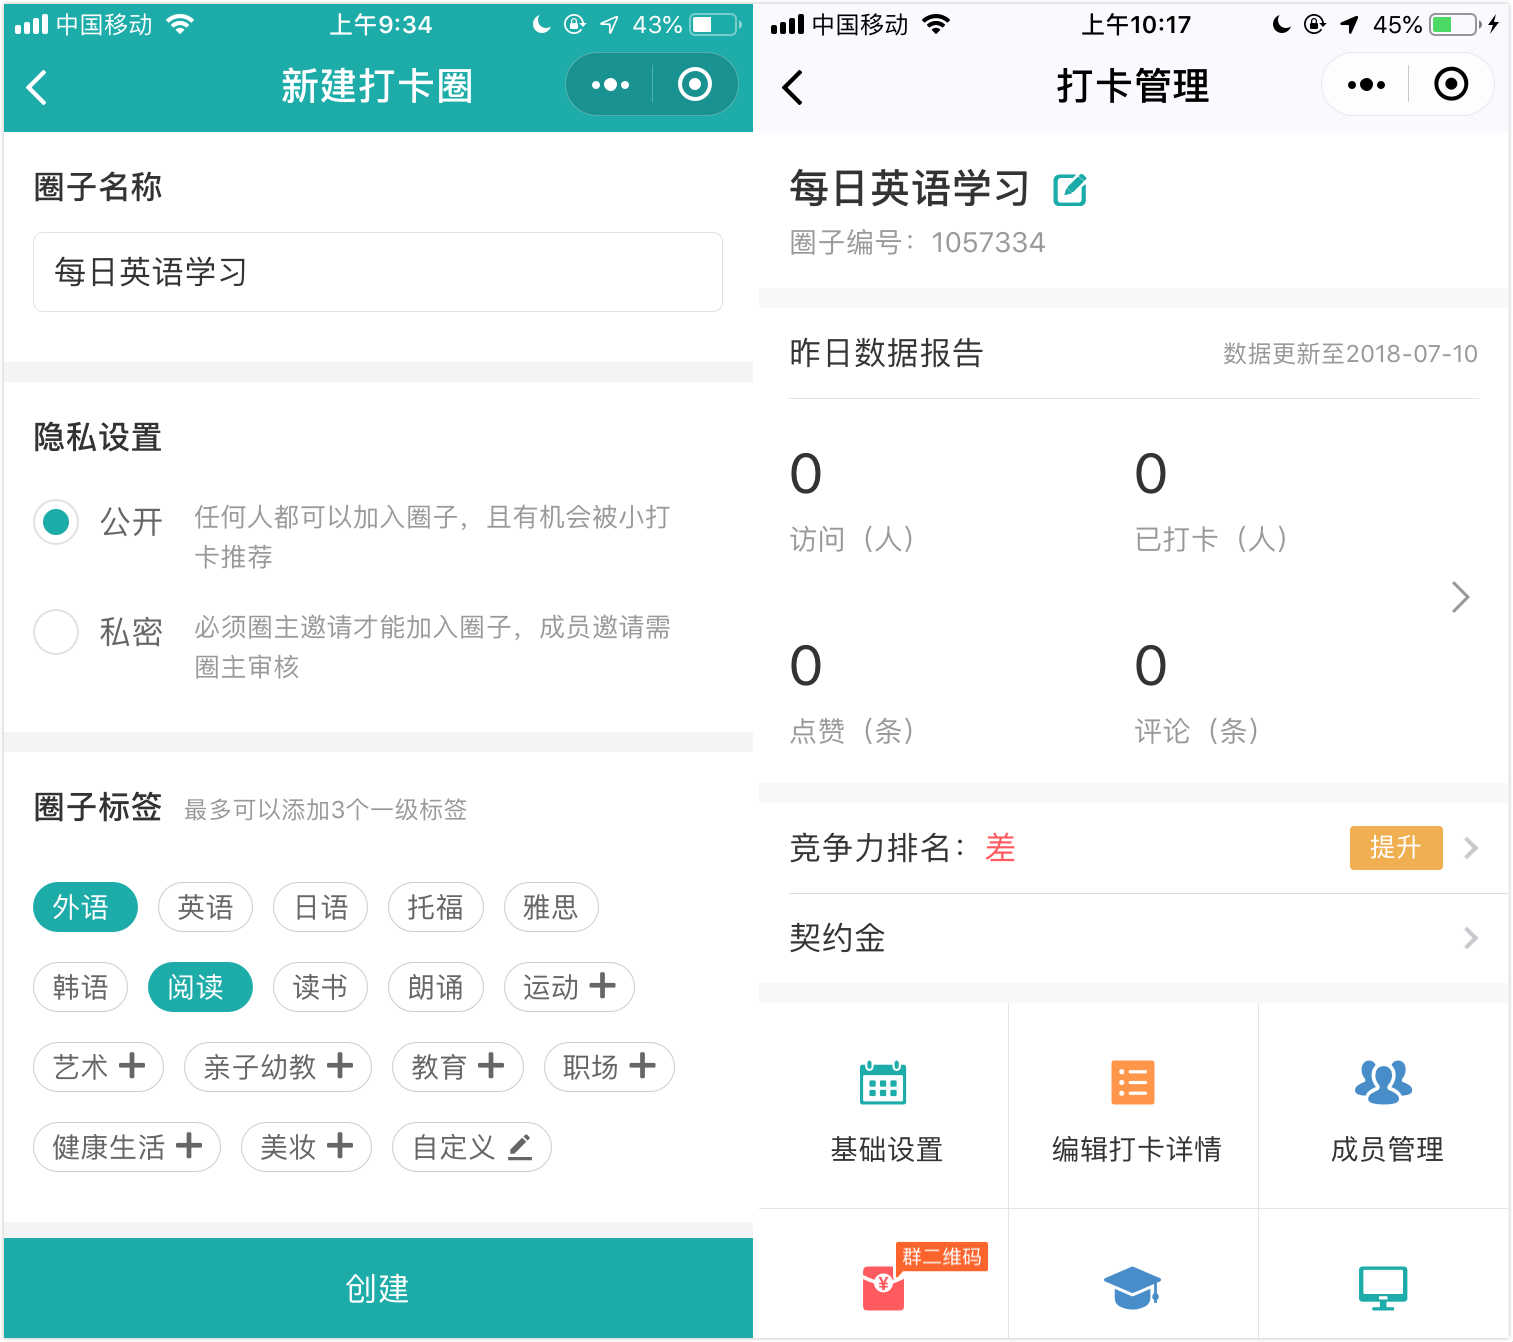 中国移动 上午9:34 43%
新建打卡圈
圈子名称
每日英语学习
隐私设置
公开 任何人都可以加入圈子，且有机会被小打
卡推荐
私密 必须圈主邀请才能加入圈子，成员邀请需
圈主审核
圈子标签 最多可以添加3个一级标签
外语 英语 日语 托福 雅思
韩语 阅读 读书 朗诵 运动
艺术 亲子幼教 教育 职场
健康生活 美妆 自定义
创建
中国移动 上午10:17 45%
打卡管理
每日英语学习
圈子编号：1057334
昨日数据报告 数据更新至2018-07-10
0 0
访问（人） 已打卡（人）
0 0
点赞（条） 评论（条）
竞争力排名：差 提升
契约金
基础设置 编辑打卡详情 成员管理
群二维码
¥